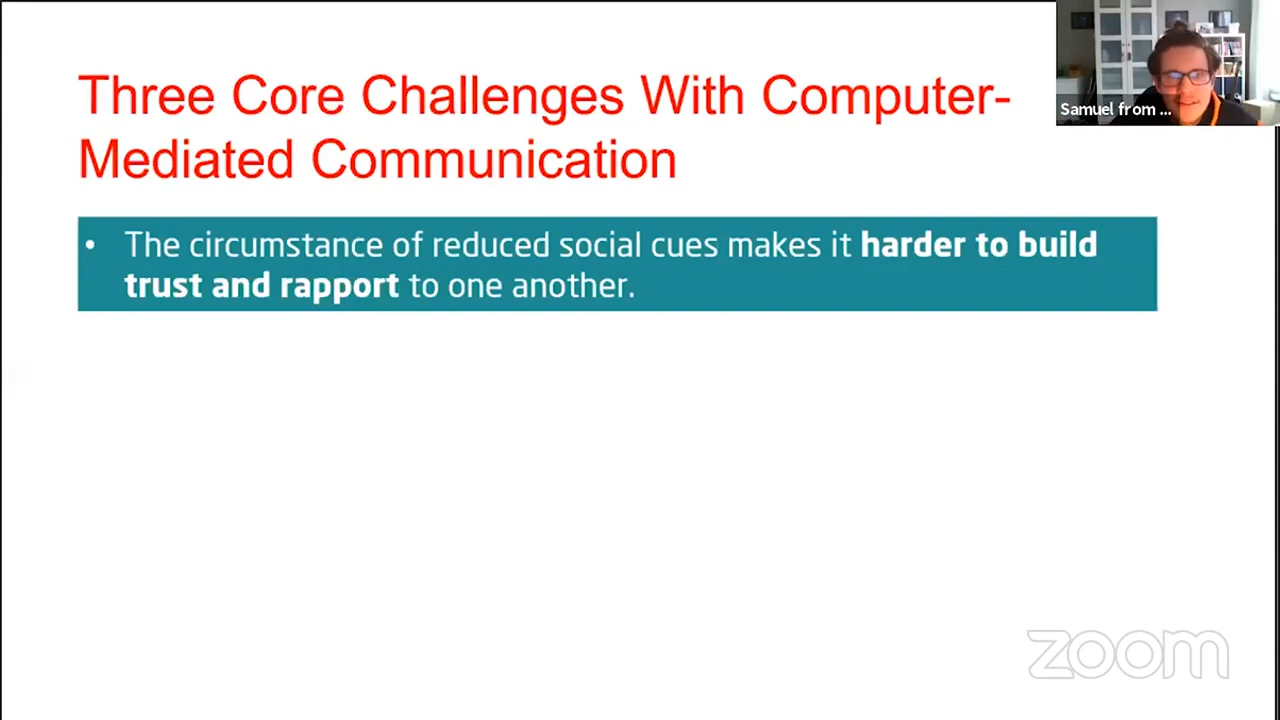 Three Core Challenges With Computer-
Mediated Communication
Samuel from ...
• The circumstance of reduced social cues makes it harder to build
trust and rapport to one another.
zoom